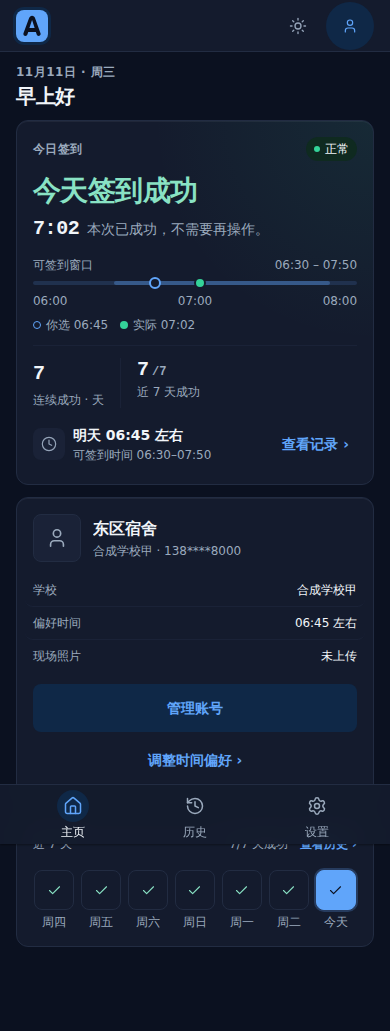 A
11月11日 · 周三
早上好
今日签到
正常
今天签到成功
7:02 本次已成功，不需要再操作。
可签到窗口 06:30 – 07:50
06:00 07:00 08:00
你选 06:45 实际 07:02
7 7 /7
连续成功 · 天 近 7 天成功
明天 06:45 左右
可签到时间 06:30–07:50
查看记录 ›
东区宿舍
合成学校甲 · 138****8000
学校 合成学校甲
偏好时间 06:45 左右
现场照片 未上传
管理账号
调整时间偏好 ›
主页 历史 设置
近 7 天 7/7 天成功 查看历史 ›
周四 周五 周六 周日 周一 周二 今天